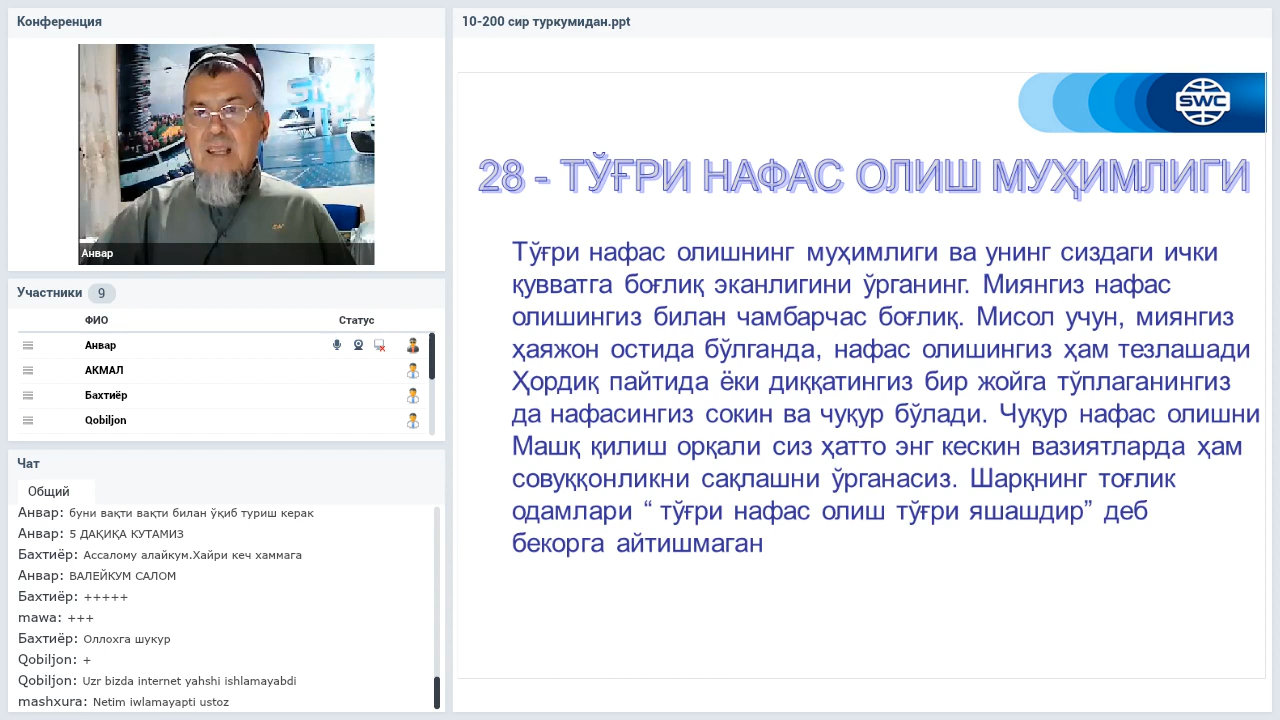 Конференция
Анвар
Участники 9
ФИО Статус
Анвар
АКМАЛ
Бахтиёр
Qobiljon
Чат
Общий
Анвар: буни вақти вақти билан ўқиб туриш керак
Анвар: 5 ДАҚИҚА КУТАМИЗ
Бахтиёр: Ассалому алайкум.Хайри кеч хаммага
Анвар: ВАЛЕЙКУМ САЛОМ
Бахтиёр: +++++
mawa: +++
Бахтиёр: Оллохга шукур
Qobiljon: +
Qobiljon: Uzr bizda internet yahshi ishlamayabdi
mashxura: Netim iwlamayapti ustoz
10-200 сир туркумидан.ppt
SWC
28 - ТЎҒРИ НАФАС ОЛИШ МУҲИМЛИГИ
Тўғри нафас олишнинг муҳимлиги ва унинг сиздаги ички
қувватга боғлиқ эканлигини ўрганинг. Миянгиз нафас
олишингиз билан чамбарчас боғлиқ. Мисол учун, миянгиз
ҳаяжон остида бўлганда, нафас олишингиз ҳам тезлашади
Ҳордиқ пайтида ёки диққатингиз бир жойга тўплаганингиз
да нафасингиз сокин ва чуқур бўлади. Чуқур нафас олишни
Машқ қилиш орқали сиз ҳатто энг кескин вазиятларда ҳам
совуққонликни сақлашни ўрганасиз. Шарқнинг тоғлик
одамлари “ тўғри нафас олиш тўғри яшашдир” деб
бекорга айтишмаган